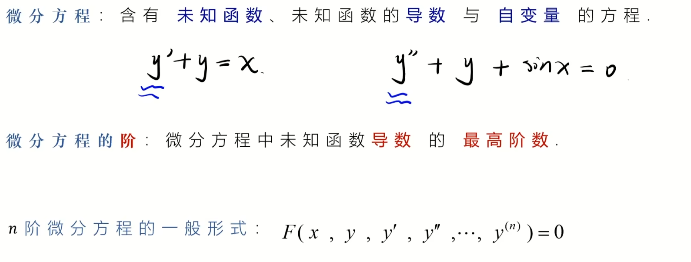 微分方程：含有 未知函数、未知函数的导数 与 自变量 的方程.
y′+y=x. y″+y+sinx=0
微分方程的阶：微分方程中未知函数导数 的 最高阶数.
n阶微分方程的一般形式： F(x , y , y′ , y″ ,⋯, y⁽ⁿ⁾)=0